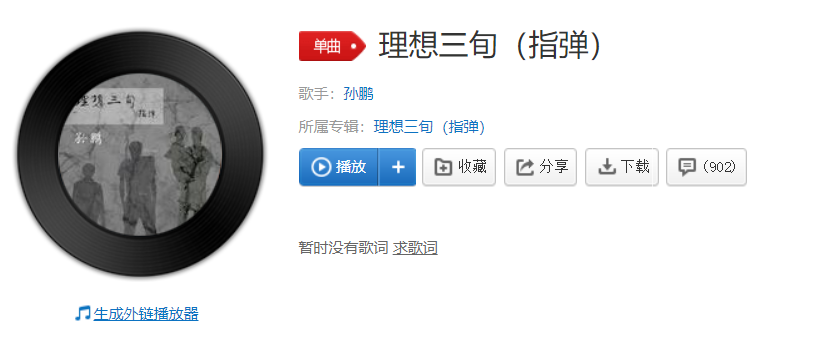 单曲 理想三旬（指弹）
理想三旬
指弹
孙鹏
歌手：孙鹏
所属专辑：理想三旬（指弹）
播放 + 收藏 分享 下载 (902)
暂时没有歌词 求歌词
生成外链播放器